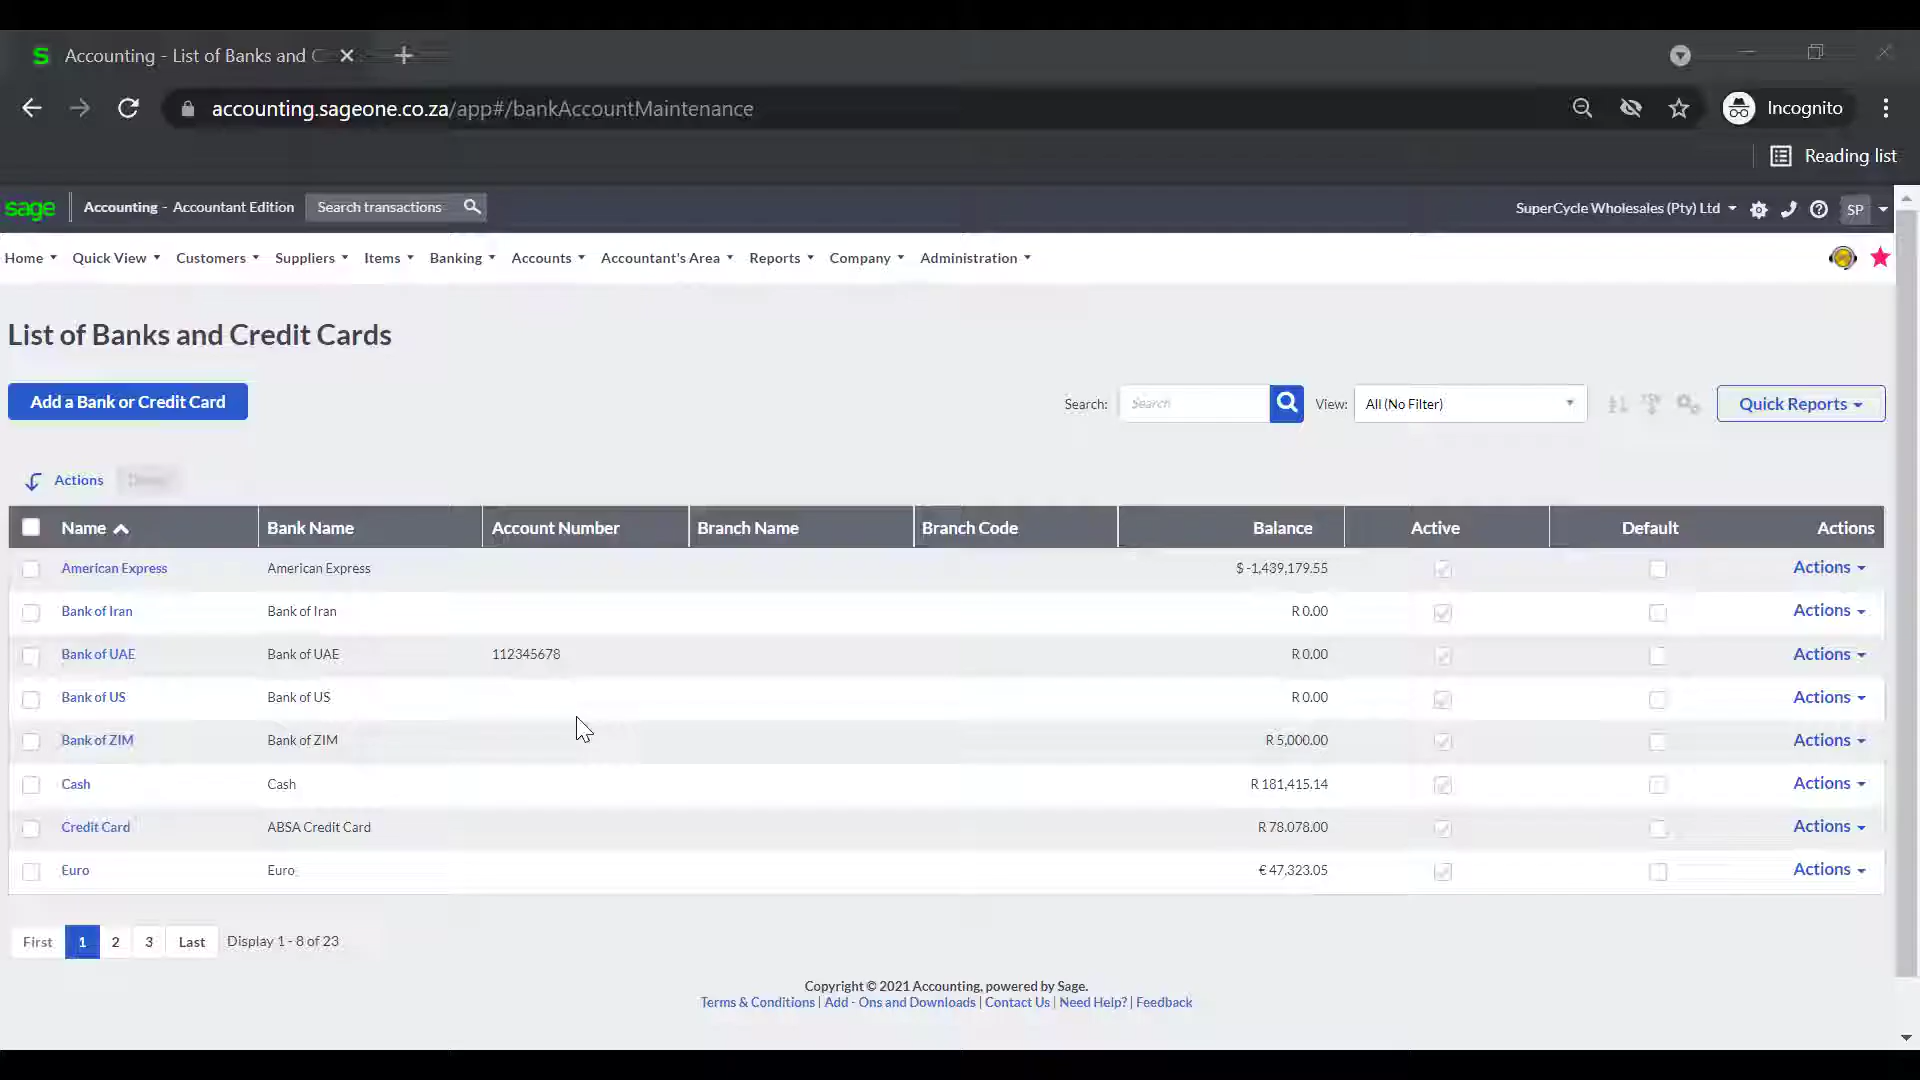 S Accounting - List of Banks and C
accounting.sageone.co.za/app#/bankAccountMaintenance
Incognito
Reading list
sage Accounting - Accountant Edition Search transactions SuperCycle Wholesales (Pty) Ltd SP
Home Quick View Customers Suppliers Items Banking Accounts Accountant's Area Reports Company Administration
List of Banks and Credit Cards
Add a Bank or Credit Card Search: Search View: All (No Filter) Quick Reports
Actions
Name Bank Name Account Number Branch Name Branch Code Balance Active Default Actions
American Express American Express $ -1,439,179.55 Actions
Bank of Iran Bank of Iran R 0.00 Actions
Bank of UAE Bank of UAE 112345678 R 0.00 Actions
Bank of US Bank of US R 0.00 Actions
Bank of ZIM Bank of ZIM R 5,000.00 Actions
Cash Cash R 181,415.14 Actions
Credit Card ABSA Credit Card R 78,078.00 Actions
Euro Euro € 47,323.05 Actions
First 1 2 3 Last Display 1 - 8 of 23
Copyright © 2021 Accounting, powered by Sage.
Terms & Conditions | Add - Ons and Downloads | Contact Us | Need Help? | Feedback